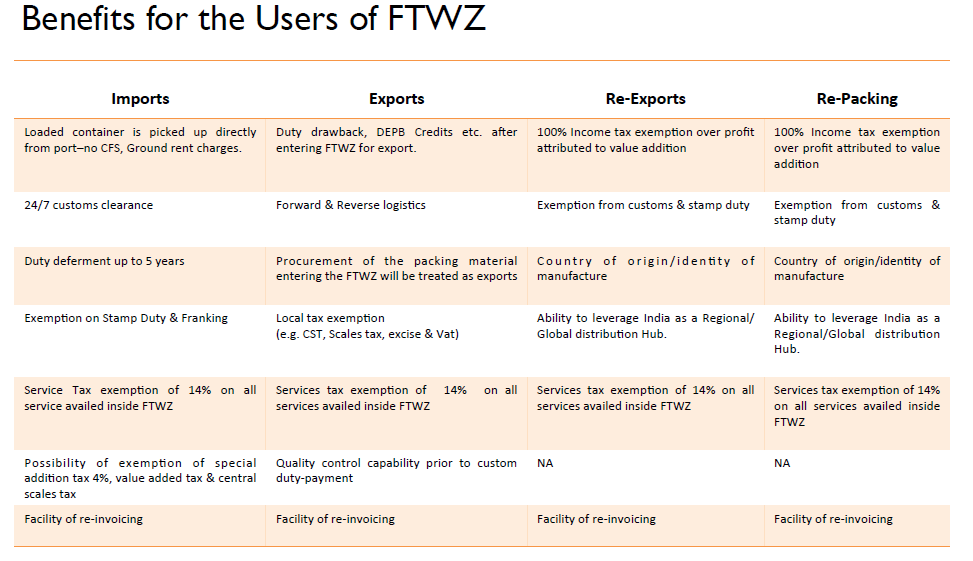 Benefits for the Users of FTWZ
Imports
Exports
Re-Exports
Re-Packing
Loaded container is picked up directly
from port–no CFS, Ground rent charges.
Duty drawback, DEPB Credits etc. after
entering FTWZ for export.
100% Income tax exemption over profit
attributed to value addition
100% Income tax exemption
over profit attributed to value
addition
24/7 customs clearance
Forward & Reverse logistics
Exemption from customs & stamp duty
Exemption from customs &
stamp duty
Duty deferment up to 5 years
Procurement of the packing material
entering the FTWZ will be treated as exports
Country of origin/identity of
manufacture
Country of origin/identity of
manufacture
Exemption on Stamp Duty & Franking
Local tax exemption
(e.g. CST, Scales tax, excise & Vat)
Ability to leverage India as a Regional/
Global distribution Hub.
Ability to leverage India as a
Regional/Global distribution
Hub.
Service Tax exemption of 14% on all
service availed inside FTWZ
Services tax exemption of 14% on all
services availed inside FTWZ
Services tax exemption of 14% on all
services availed inside FTWZ
Services tax exemption of 14%
on all services availed inside
FTWZ
Possibility of exemption of special
addition tax 4%, value added tax & central
scales tax
Quality control capability prior to custom
duty-payment
NA
NA
Facility of re-invoicing
Facility of re-invoicing
Facility of re-invoicing
Facility of re-invoicing